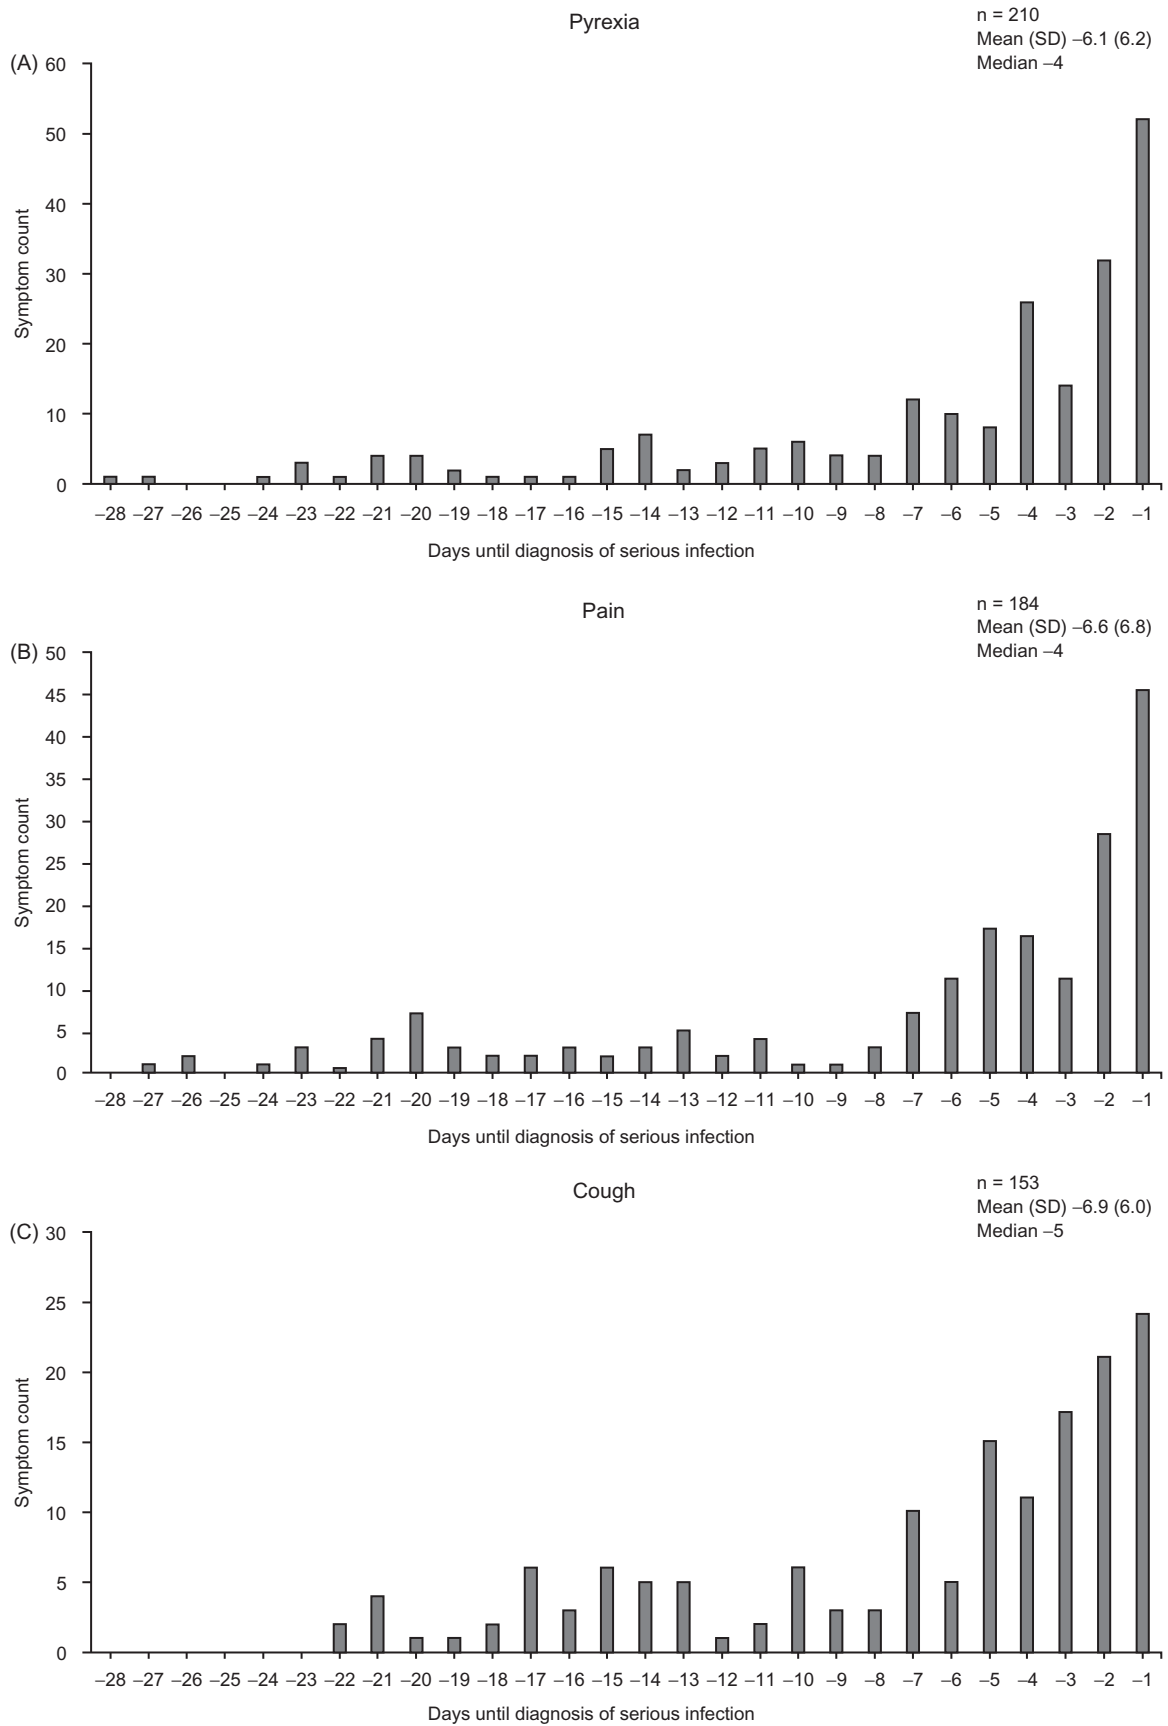 Pyrexia
n = 210
Mean (SD) –6.1 (6.2)
Median –4
(A)
60
50
40
30
20
10
0
Symptom count
–28 –27 –26 –25 –24 –23 –22 –21 –20 –19 –18 –17 –16 –15 –14 –13 –12 –11 –10 –9 –8 –7 –6 –5 –4 –3 –2 –1
Days until diagnosis of serious infection
Pain
n = 184
Mean (SD) –6.6 (6.8)
Median –4
(B)
50
45
40
35
30
25
20
15
10
5
0
Symptom count
–28 –27 –26 –25 –24 –23 –22 –21 –20 –19 –18 –17 –16 –15 –14 –13 –12 –11 –10 –9 –8 –7 –6 –5 –4 –3 –2 –1
Days until diagnosis of serious infection
Cough
n = 153
Mean (SD) –6.9 (6.0)
Median –5
(C)
30
25
20
15
10
5
0
Symptom count
–28 –27 –26 –25 –24 –23 –22 –21 –20 –19 –18 –17 –16 –15 –14 –13 –12 –11 –10 –9 –8 –7 –6 –5 –4 –3 –2 –1
Days until diagnosis of serious infection